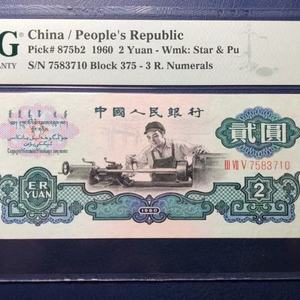 G China / People's Republic
ANTY Pick# 875b2 1960 2 Yuan - Wmk: Star & Pu
S/N 7583710 Block 375 - 3 R. Numerals
中國人民銀行
貳圓
III VII V 7583710
ER
YUAN
1960
2